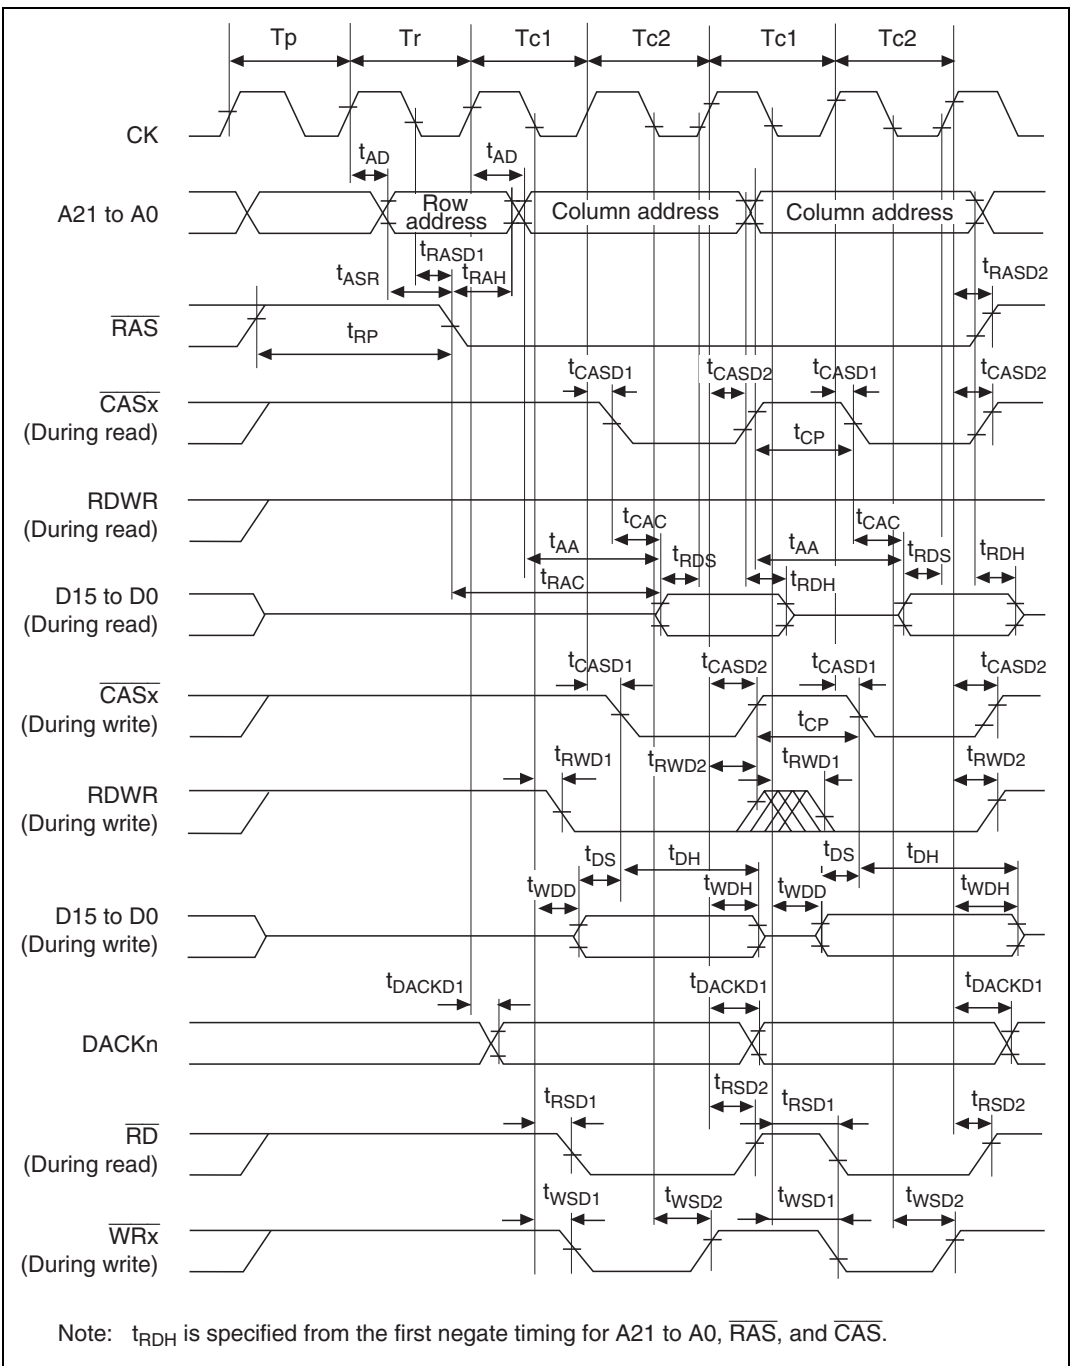 Tp Tr Tc1 Tc2 Tc1 Tc2
CK
tAD tAD
A21 to A0 Row address Column address Column address
tRASD1
tASR tRAH tRASD2
RAS
tRP
tCASD1 tCASD2 tCASD1 tCASD2
CASx
(During read)
tCP
RDWR
(During read)
tCAC tCAC
tAA tRDS tAA tRDS tRDH
tRAC tRDH
D15 to D0
(During read)
tCASD1 tCASD2 tCASD1 tCASD2
CASx
(During write)
tCP
tRWD1 tRWD2 tRWD1 tRWD2
RDWR
(During write)
tDS tDH tDS tDH
tWDD tWDH tWDD tWDH
D15 to D0
(During write)
tDACKD1 tDACKD1 tDACKD1
DACKn
tRSD1 tRSD2 tRSD1 tRSD2
RD
(During read)
tWSD1 tWSD2 tWSD1 tWSD2
WRx
(During write)
Note: tRDH is specified from the first negate timing for A21 to A0, RAS, and CAS.